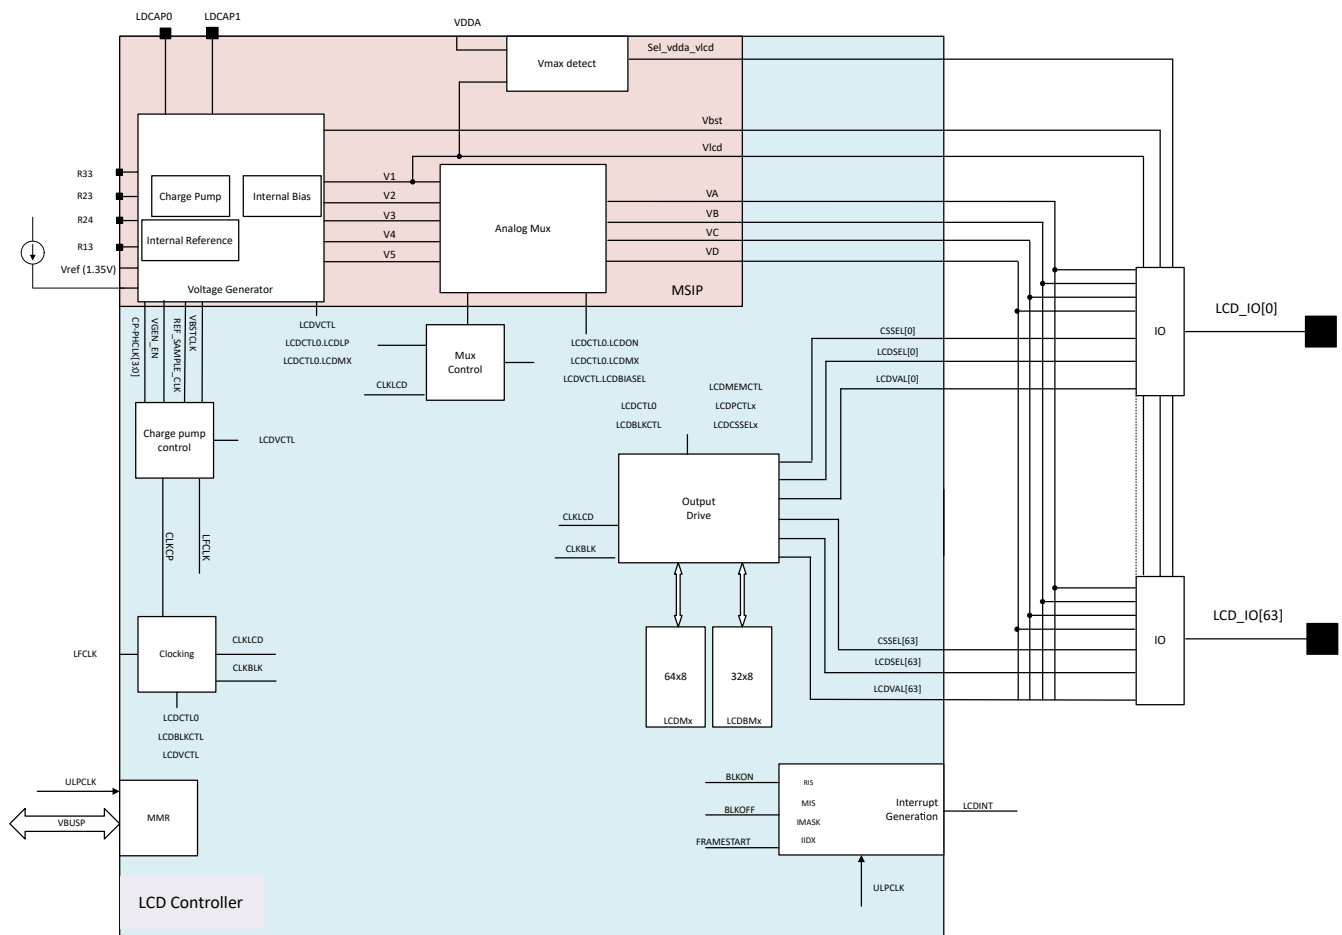 LDCAP0
LDCAP1
VDDA
Vmax detect
Sel_vdda_vlcd
Vbst
Vlcd
R33
R23
R24
R13
Vref (1.35V)
Charge Pump
Internal Bias
Internal Reference
Voltage Generator
V1
V2
V3
V4
V5
Analog Mux
VA
VB
VC
VD
MSIP
CP-PHCLK[3:0]
VGEN_EN
REF_SAMPLE_CLK
VBSTCLK
LCDVCTL
LCDCTL0.LCDLP
LCDCTL0.LCDMX
CLKLCD
Mux
Control
LCDCTL0.LCDON
LCDCTL0.LCDMX
LCDVCTL.LCDBIASEL
IO
LCD_IO[0]
CSSEL[0]
LCDSEL[0]
LCDVAL[0]
Charge pump
control
LCDVCTL
LCDMEMCTL
LCDCTL0
LCDPCTLx
LCDBLKCTL
LCDCSSELx
Output
Drive
CLKLCD
CLKBLK
CLKCP
LFCLK
LFCLK
Clocking
CLKLCD
CLKBLK
LCDCTL0
LCDBLKCTL
LCDVCTL
64x8
LCDMx
32x8
LCDBMx
CSSEL[63]
LCDSEL[63]
LCDVAL[63]
IO
LCD_IO[63]
ULPCLK
VBUSP
MMR
BLKON
BLKOFF
FRAMESTART
RIS
MIS
IMASK
IIDX
Interrupt
Generation
LCDINT
ULPCLK
LCD Controller